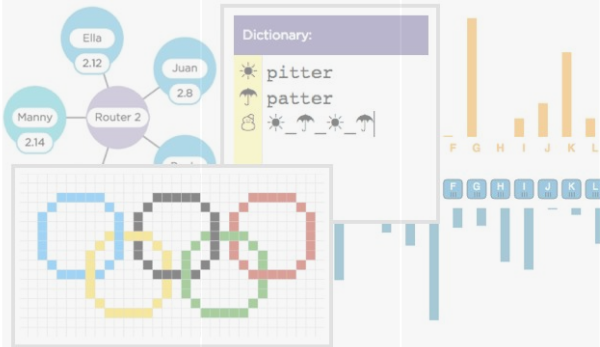 Ella
2.12
Juan
2.8
Manny
2.14
Router 2
Dictionary:
☀ pitter
☂ patter
☃ ☀_☂_☀_☂
F G H I J K L
F G H I J K L